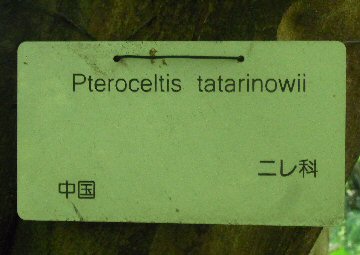 Pteroceltis tatarinowii
ニレ科
中国